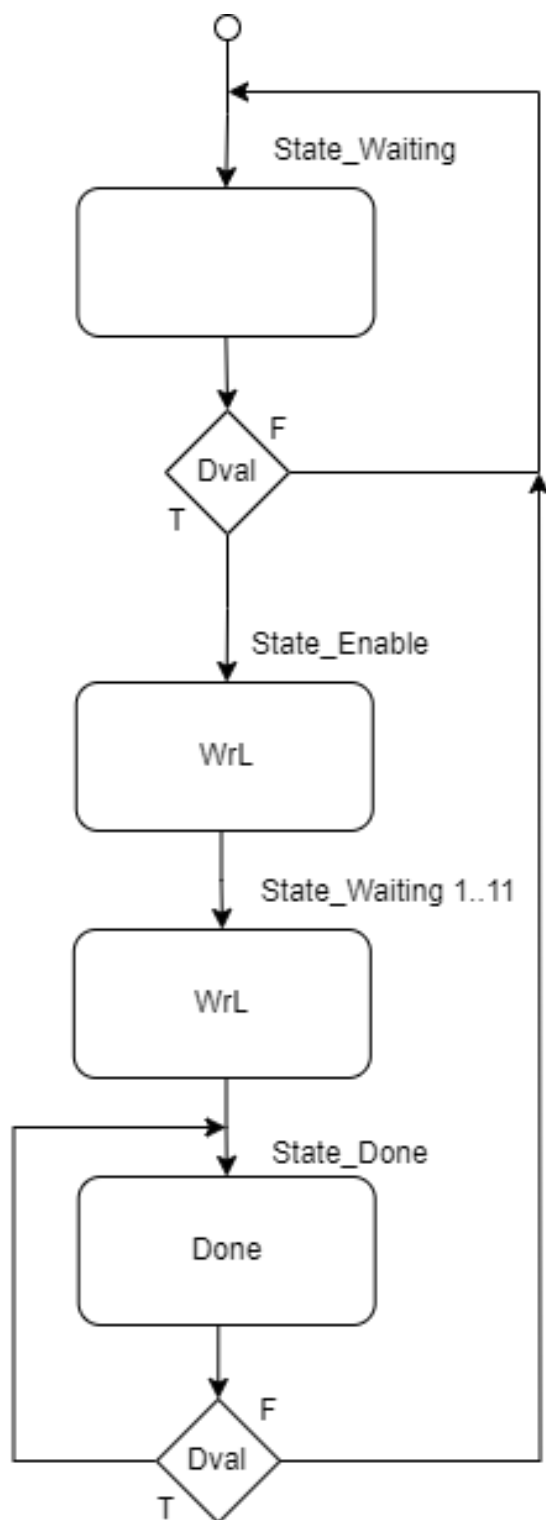 State_Waiting
F
Dval
T
State_Enable
WrL
State_Waiting 1..11
WrL
State_Done
Done
F
Dval
T